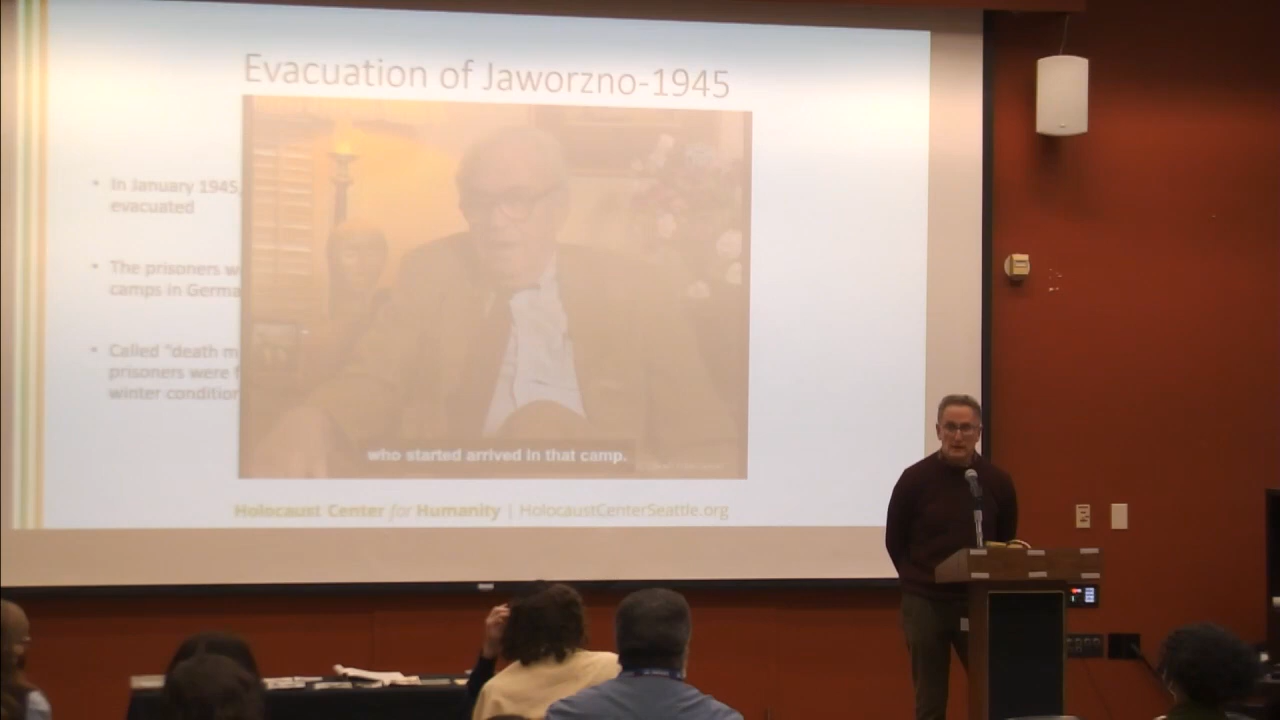 Evacuation of Jaworzno-1945
• In January 1945,
evacuated
• The prisoners w
camps in Germa
• Called "death m
prisoners were f
winter condition
who started arrived in that camp.
Holocaust Center for Humanity | HolocaustCenterSeattle.org